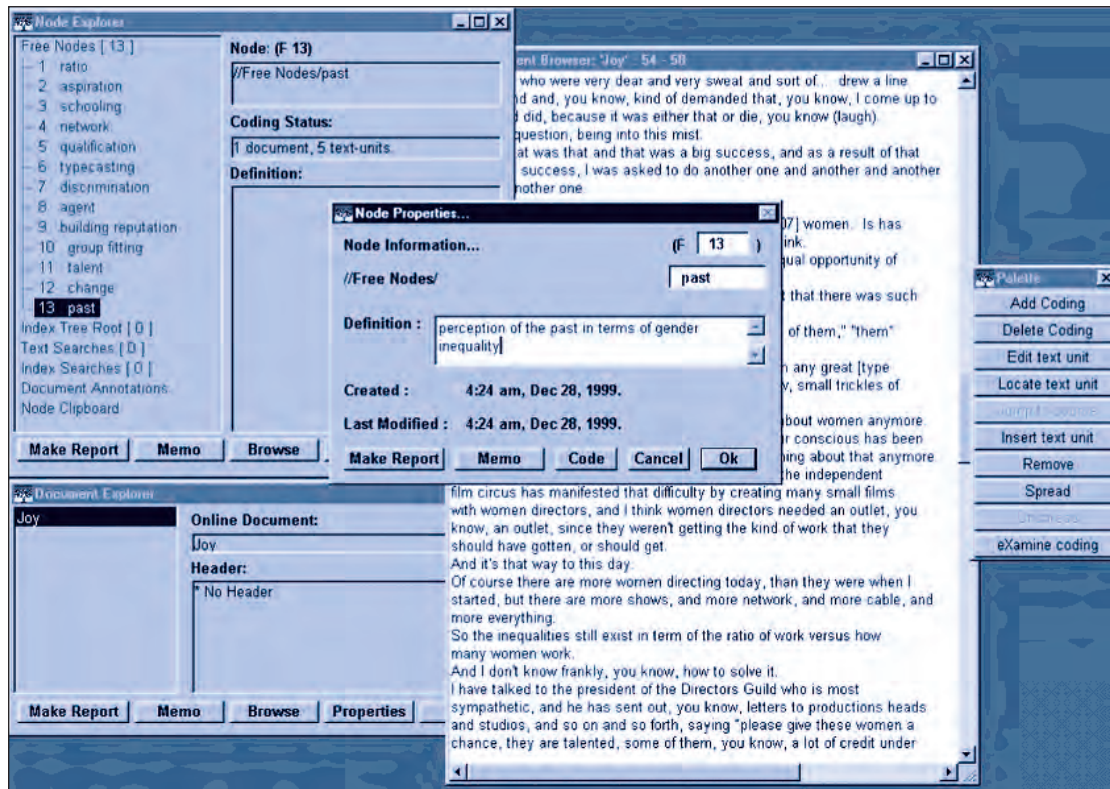 Node Explorer
Free Nodes [ 13 ]
1 ratio
2 aspiration
3 schooling
4 network
5 qualification
6 typecasting
7 discrimination
8 agent
9 building reputation
10 group fitting
11 talent
12 change
13 past
Index Tree Root [ 0 ]
Text Searches [ 0 ]
Index Searches [ 0 ]
Document Annotations
Node Clipboard
Node: (F 13)
//Free Nodes/past
Coding Status:
1 document, 5 text-units.
Definition:
Make Report Memo Browse
Document Explorer
Joy
Online Document:
Joy
Header:
* No Header
Make Report Memo Browse Properties
Node Properties...
Node Information... (F 13 )
//Free Nodes/ past
Definition : perception of the past in terms of gender
inequality
Created : 4:24 am, Dec 28, 1999.
Last Modified : 4:24 am, Dec 28, 1999.
Make Report Memo Code Cancel Ok
ent Browser: 'Joy' : 54 - 58
who were very dear and very sweat and sort of... drew a line
nd and, you know, kind of demanded that, you know, I come up to
did, because it was either that or die, you know (laugh).
question, being into this mist.
at was that and that was a big success, and as a result of that
success, I was asked to do another one and another and another
nother one.
07] women. Is has
ink.
qual opportunity of
that there was such
of them," "them"
n any great [type
v, small trickles of
about women anymore.
r conscious has been
ning about that anymore
the independent
film circus has manifested that difficulty by creating many small films
with women directors, and I think women directors needed an outlet, you
know, an outlet, since they weren't getting the kind of work that they
should have gotten, or should get.
And it's that way to this day.
Of course there are more women directing today, than they were when I
started, but there are more shows, and more network, and more cable, and
more everything.
So the inequalities still exist in term of the ratio of work versus how
many women work.
And I don't know frankly, you know, how to solve it.
I have talked to the president of the Directors Guild who is most
sympathetic, and he has sent out, you know, letters to productions heads
and studios, and so on and so forth, saying "please give these women a
chance, they are talented, some of them, you know, a lot of credit under
Palette
Add Coding
Delete Coding
Edit text unit
Locate text unit
Insert text unit
Remove
Spread
eXamine coding